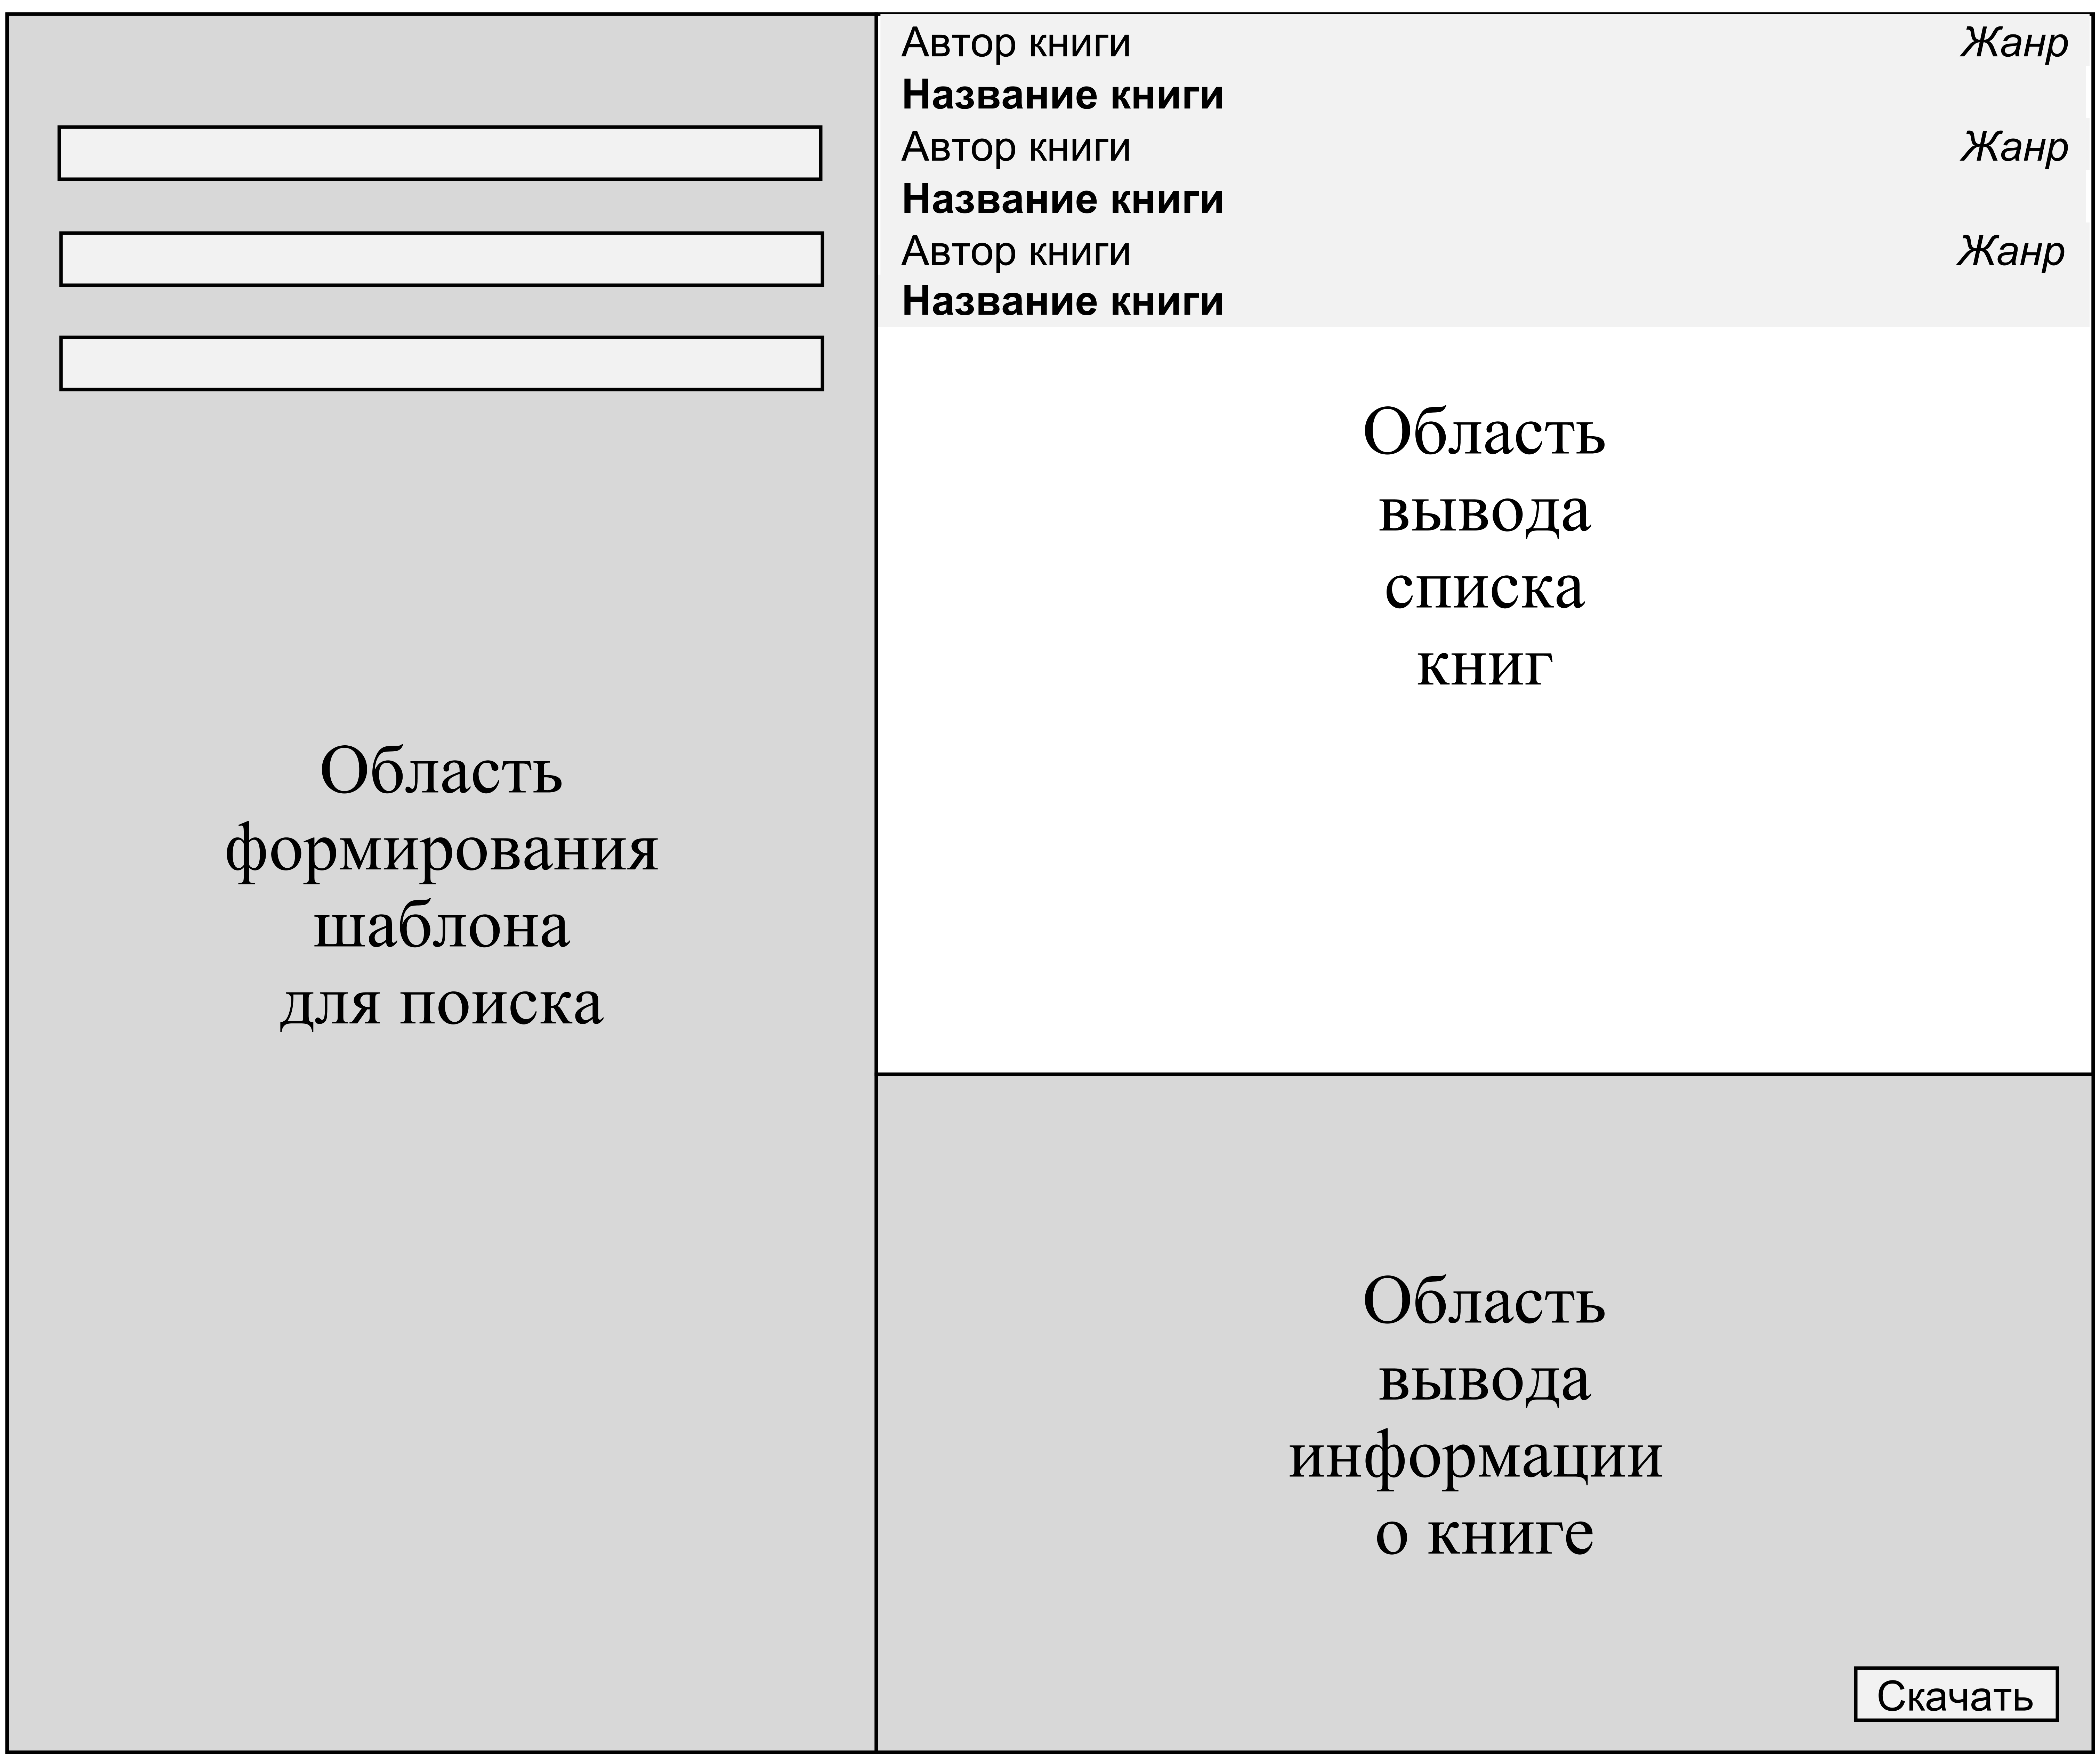 Автор книги Жанр
Название книги
Автор книги Жанр
Название книги
Автор книги Жанр
Название книги
Область
вывода
списка
книг
Область
формирования
шаблона
для поиска
Область
вывода
информации
о книге
Скачать